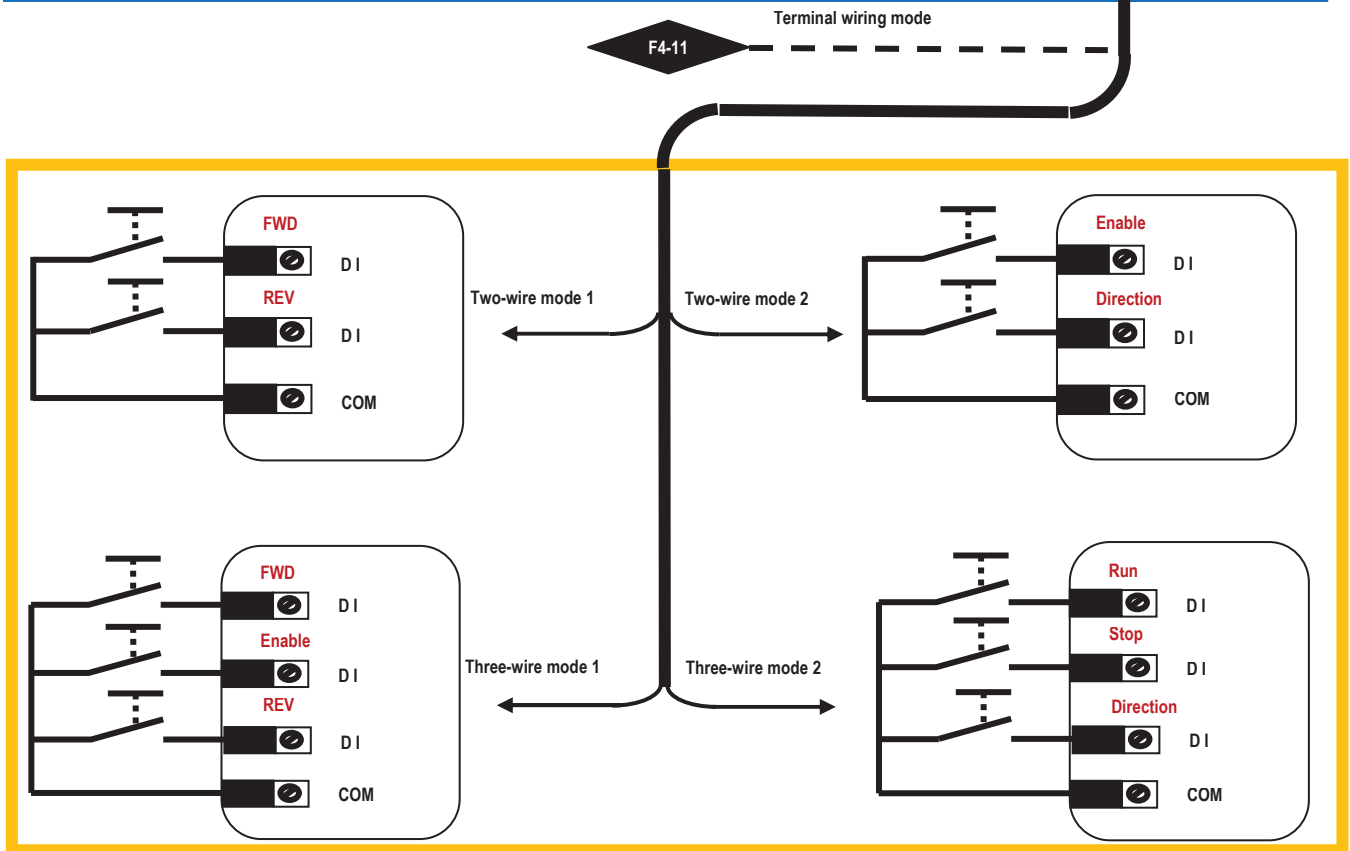 Terminal wiring mode
F4-11
FWD
D I
REV
D I
COM
Two-wire mode 1
Two-wire mode 2
Enable
D I
Direction
D I
COM
FWD
D I
Enable
D I
REV
D I
COM
Three-wire mode 1
Three-wire mode 2
Run
D I
Stop
D I
Direction
D I
COM